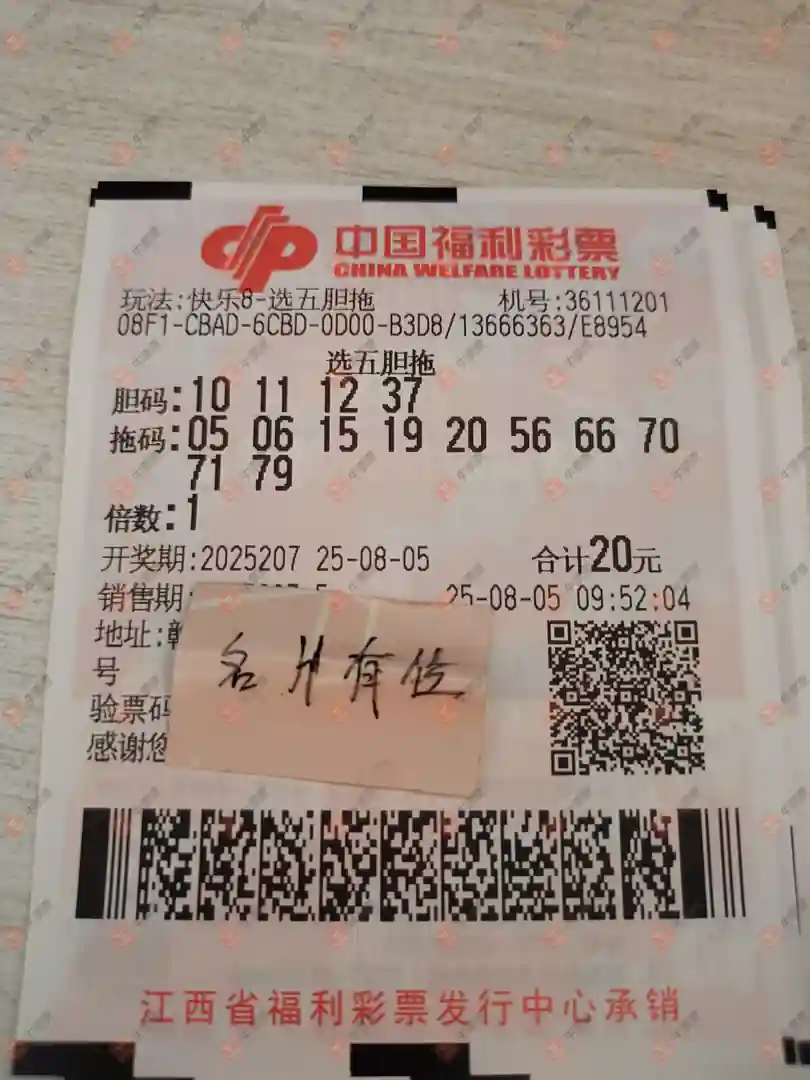 中国福利彩票
CHINA WELFARE LOTTERY
玩法:快乐8-选五胆拖 机号:36111201
08F1-CBAD-6CBD-0D00-B3D8/13666363/E8954
选五胆拖
胆码:10 11 12 37
拖码:05 06 15 19 20 56 66 70
71 79
倍数:1
开奖期:2025207 25-08-05 合计20元
销售期: 25-08-05 09:52:04
地址:赣
号
验票码
感谢您
名片有位
江西省福利彩票发行中心承销